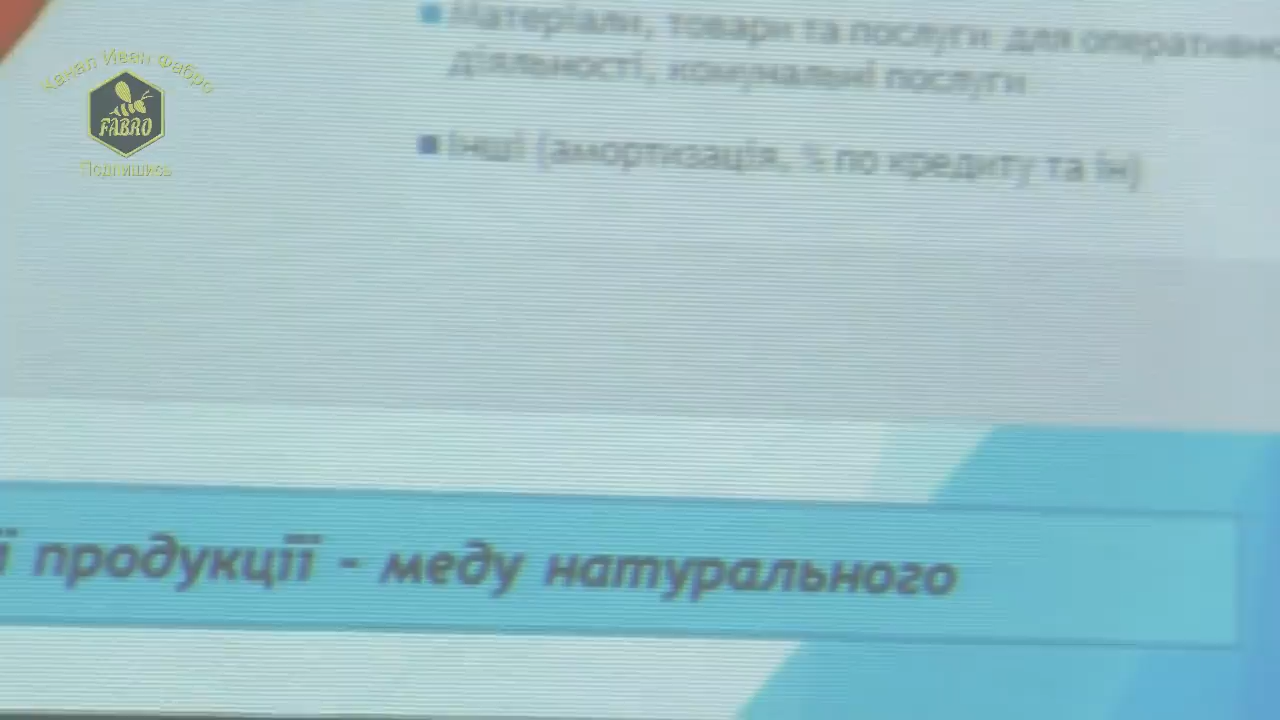 Матеріали, товари та послуги для оперативно
діяльності, комунальні послуги
Канал Иван Фабро
FABRO
Подпишись
Інші (амортизація, % по кредиту та ін)
ї продукції - меду натурального